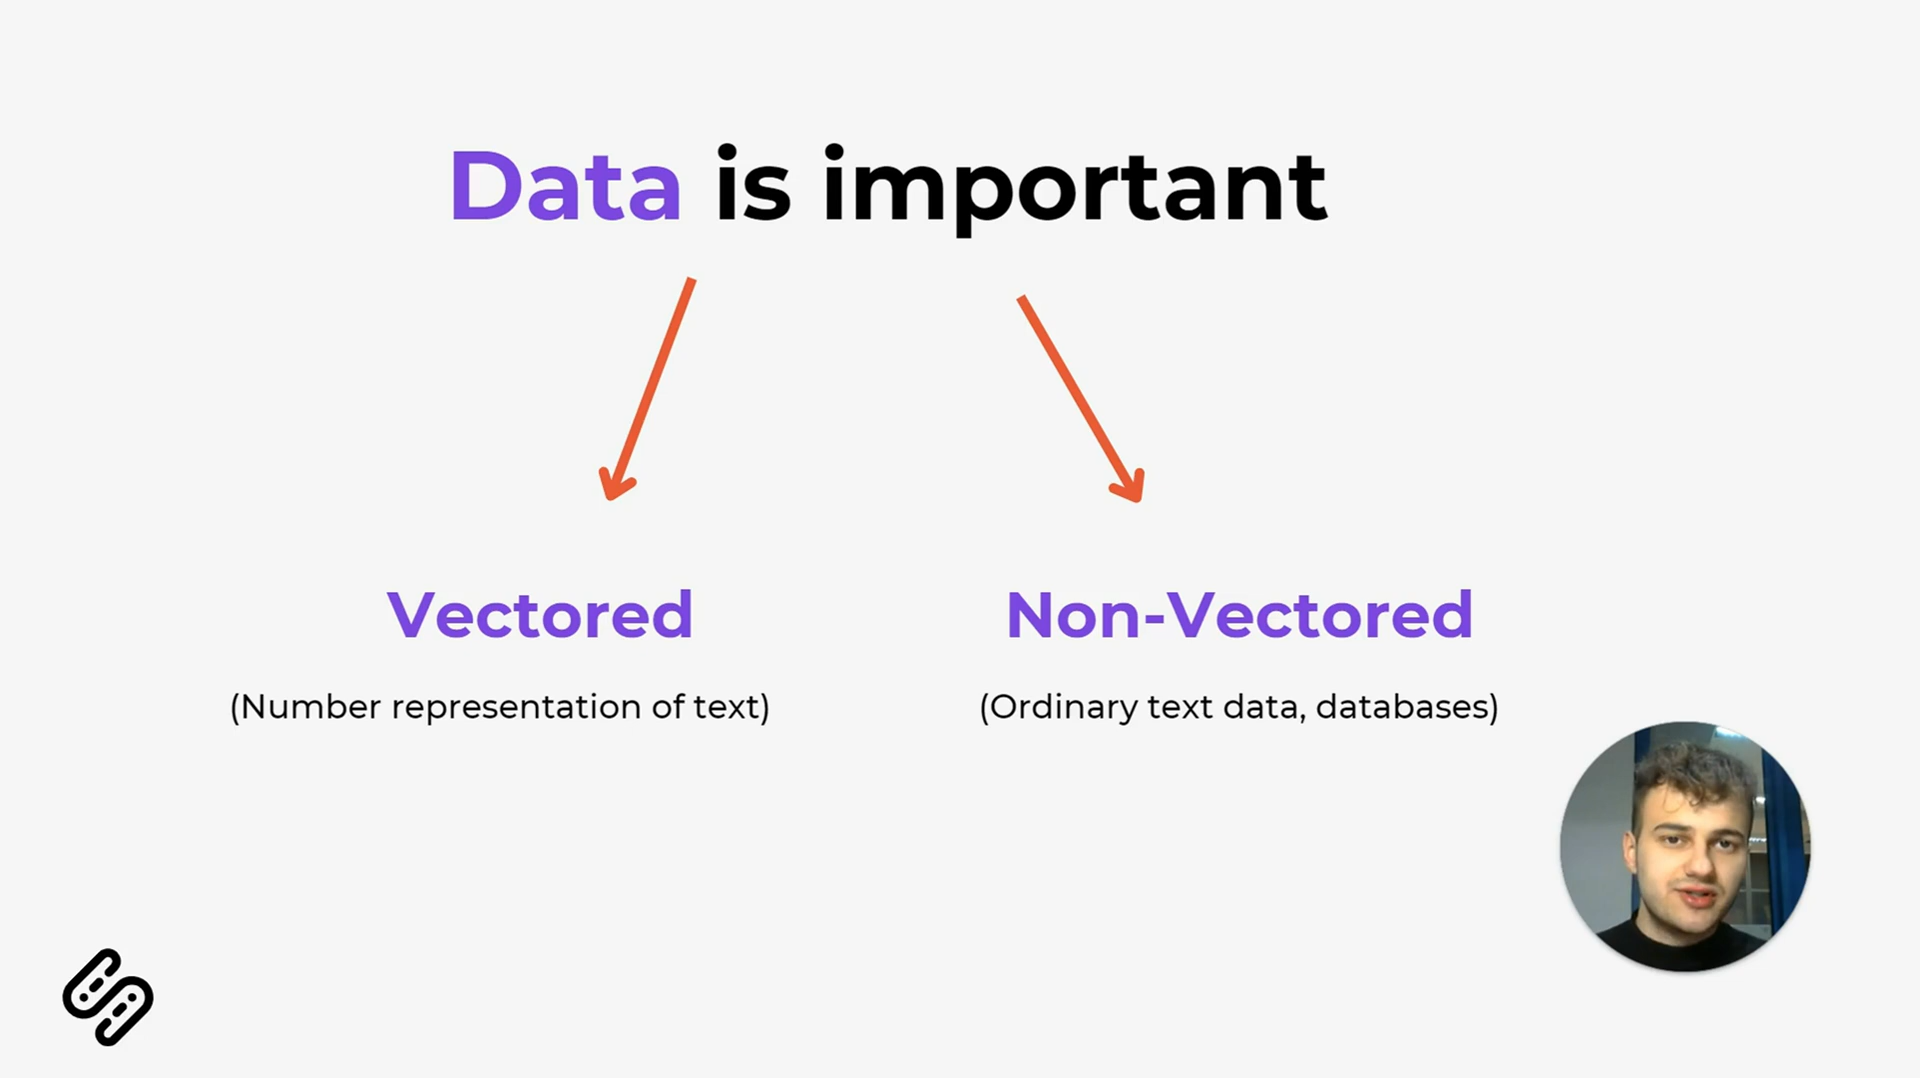 Data is important
Vectored
Non-Vectored
(Number representation of text)
(Ordinary text data, databases)